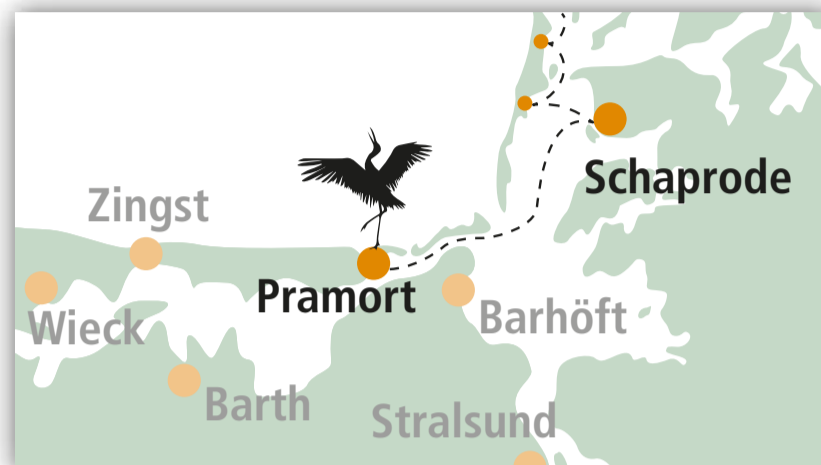 Schaprode
Zingst
Pramort
Barhöft
Wieck
Barth
Stralsund